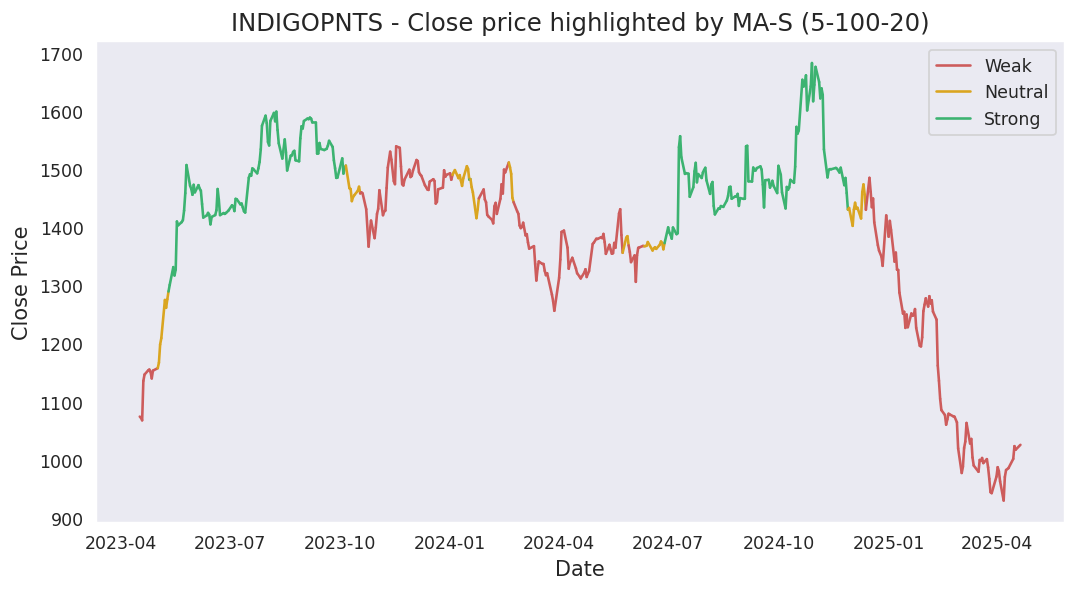 INDIGOPNTS - Close price highlighted by MA-S (5-100-20)
Weak
Neutral
Strong
Close Price
1700
1600
1500
1400
1300
1200
1100
1000
900
2023-04 2023-07 2023-10 2024-01 2024-04 2024-07 2024-10 2025-01 2025-04
Date